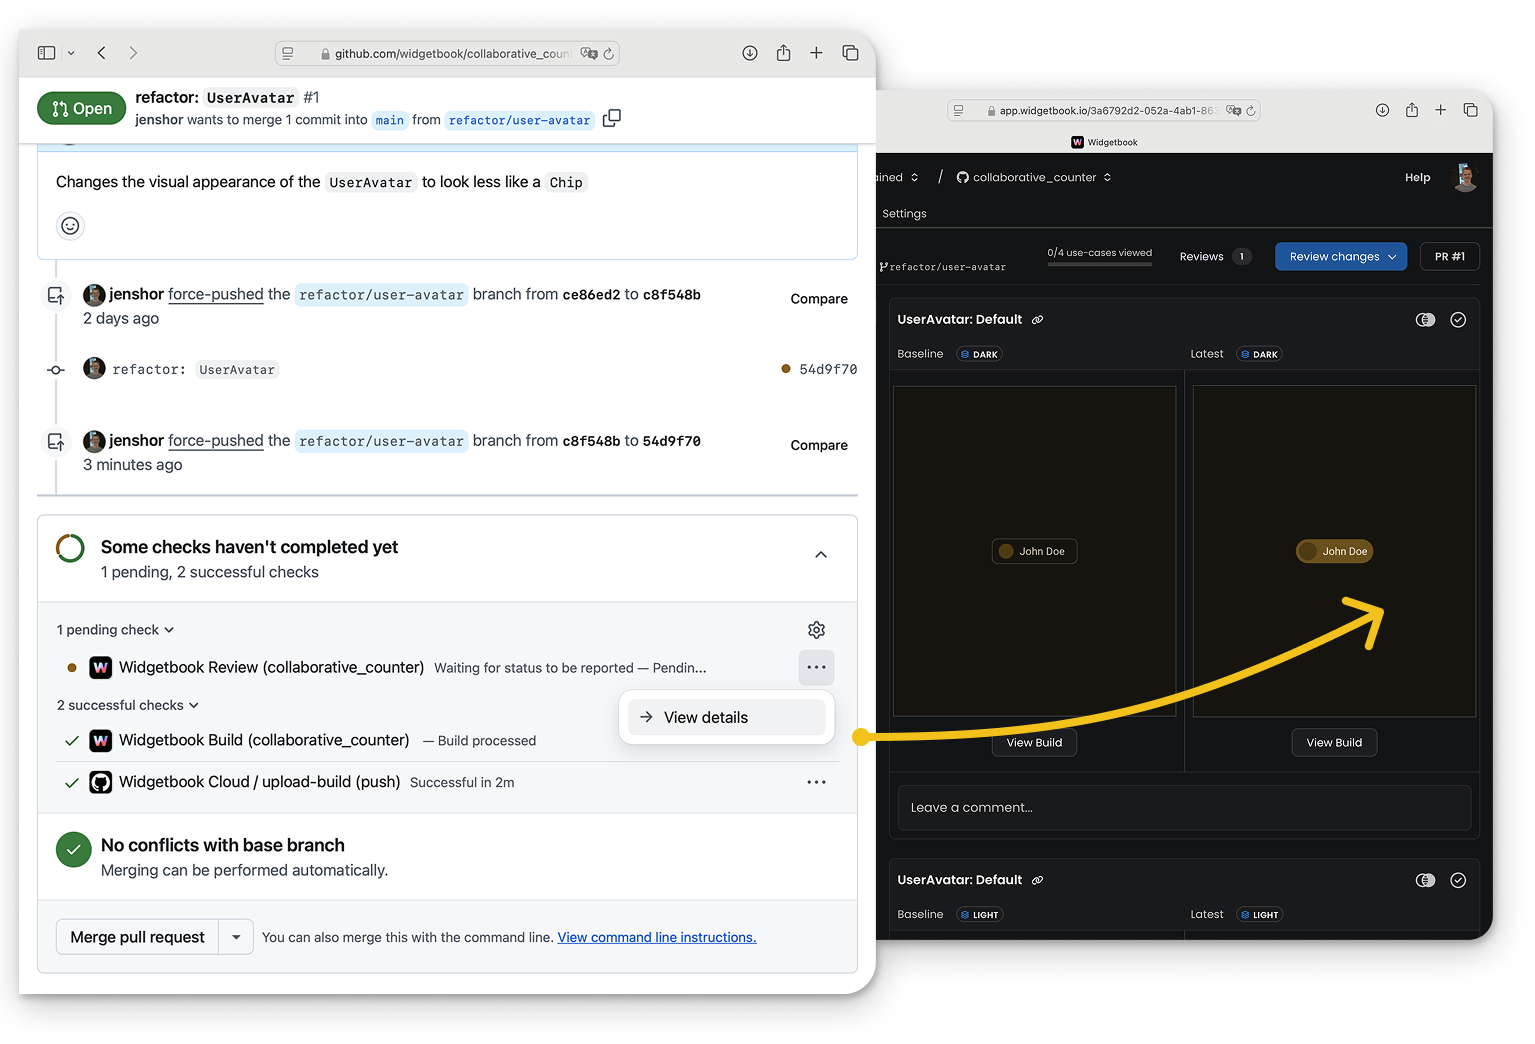 github.com/widgetbook/collaborative_coun
Open
refactor: UserAvatar #1
jenshor wants to merge 1 commit into main from refactor/user-avatar
Changes the visual appearance of the UserAvatar to look less like a Chip
jenshor force-pushed the refactor/user-avatar branch from ce86ed2 to c8f548b
2 days ago
Compare
refactor: UserAvatar
54d9f70
jenshor force-pushed the refactor/user-avatar branch from c8f548b to 54d9f70
3 minutes ago
Compare
Some checks haven't completed yet
1 pending, 2 successful checks
1 pending check
W Widgetbook Review (collaborative_counter) Waiting for status to be reported — Pendin...
View details
2 successful checks
W Widgetbook Build (collaborative_counter) — Build processed
Widgetbook Cloud / upload-build (push) Successful in 2m
No conflicts with base branch
Merging can be performed automatically.
Merge pull request
You can also merge this with the command line. View command line instructions.
app.widgetbook.io/3a6792d2-052a-4ab1-86
W Widgetbook
ined / collaborative_counter
Help
Settings
refactor/user-avatar
0/4 use-cases viewed
Reviews 1
Review changes
PR #1
UserAvatar: Default
Baseline DARK
Latest DARK
John Doe
John Doe
View Build
View Build
Leave a comment...
UserAvatar: Default
Baseline LIGHT
Latest LIGHT